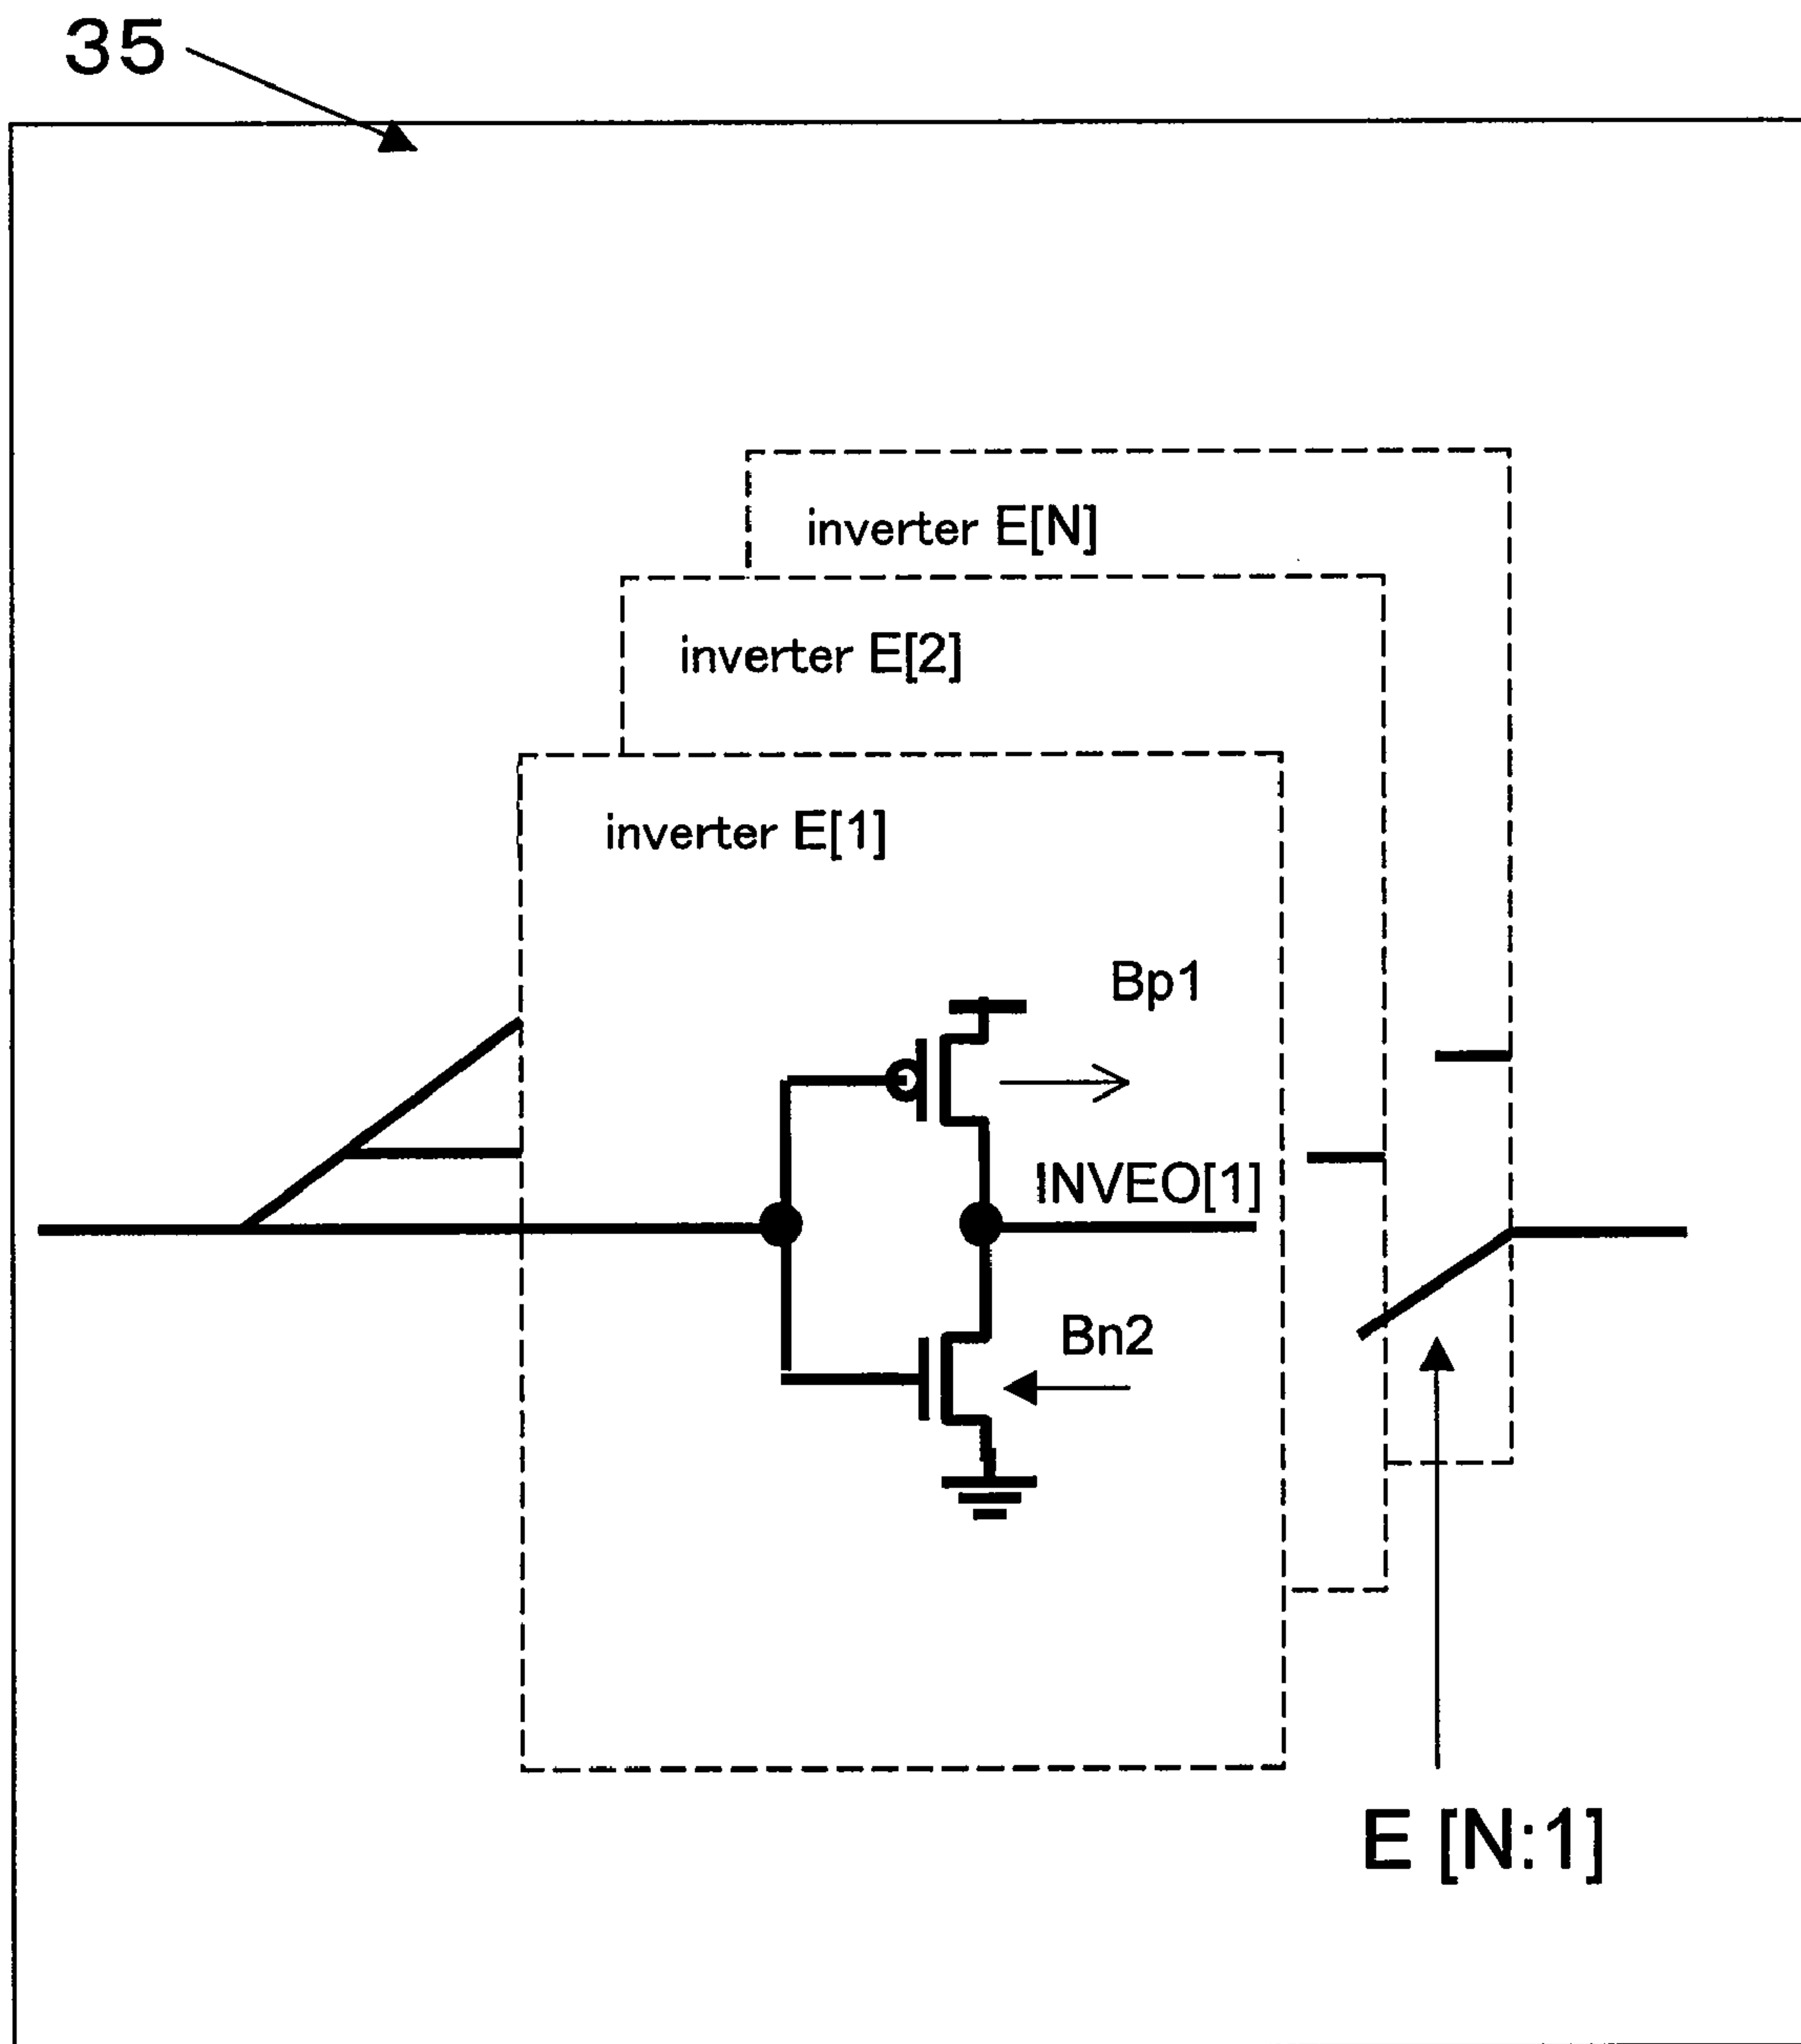 35
inverter E[N]
inverter E[2]
inverter E[1]
Bp1
INVEO[1]
Bn2
E [N:1]